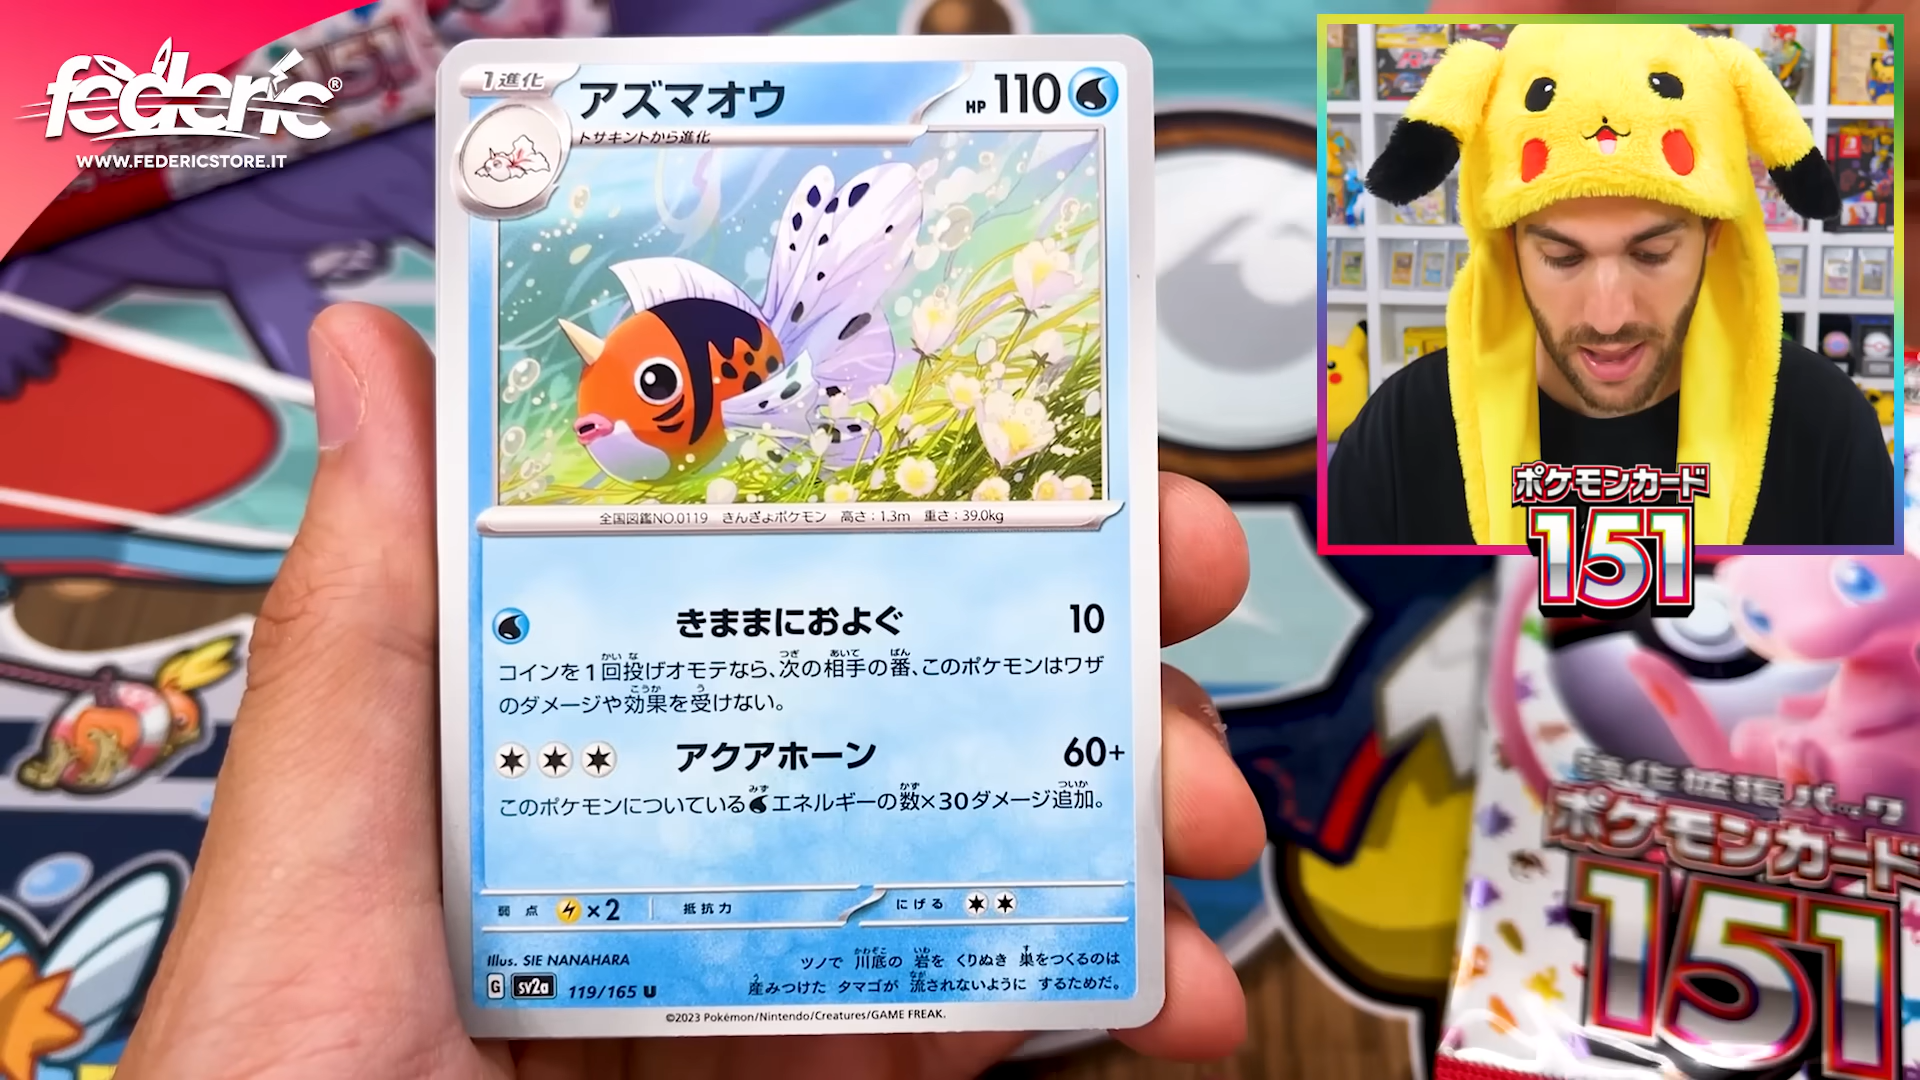 federic®
WWW.FEDERICSTORE.IT
1進化
アズマオウ
HP 110
トサキントから進化
全国図鑑NO.0119 きんぎょポケモン 高さ:1.3m 重さ:39.0kg
きままにおよぐ 10
コインを1回投げオモテなら、次の相手の番、このポケモンはワザ
のダメージや効果を受けない。
アクアホーン 60+
このポケモンについている エネルギーの数×30ダメージ追加。
弱点 ×2 抵抗力 にげる
Illus. SIE NANAHARA
ツノで 川底の 岩を くりぬき 巣をつくるのは
産みつけた タマゴが 流されないように するためだ。
G sv2a 119/165 U
©2023 Pokémon/Nintendo/Creatures/GAME FREAK.
ポケモンカード
151
強化拡張パック
ポケモンカード
151